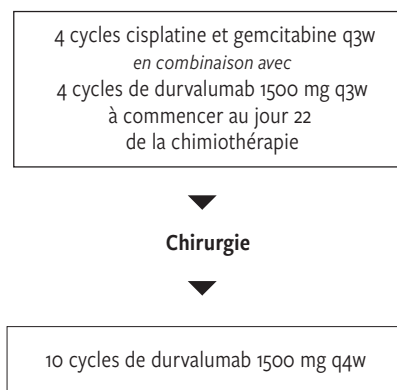 4 cycles cisplatine et gemcitabine q3w
en combinaison avec
4 cycles de durvalumab 1500 mg q3w
à commencer au jour 22
de la chimiothérapie
Chirurgie
10 cycles de durvalumab 1500 mg q4w